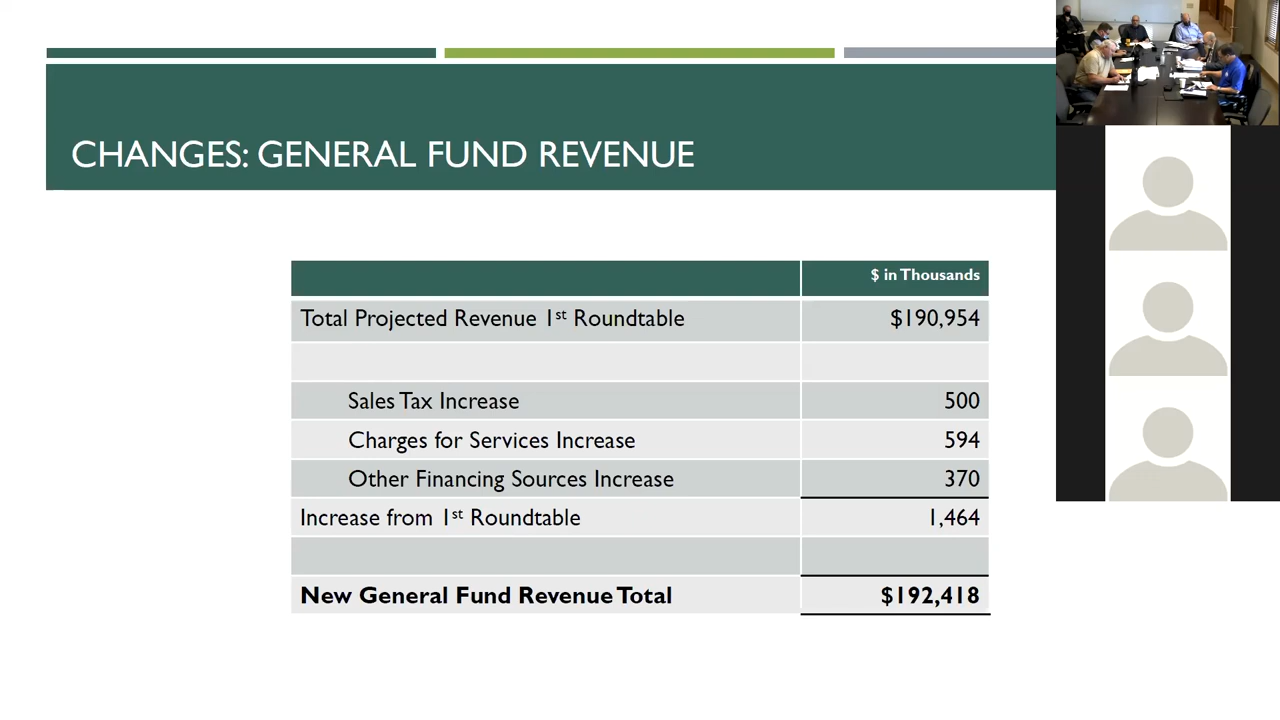 CHANGES: GENERAL FUND REVENUE
$ in Thousands
Total Projected Revenue 1st Roundtable $190,954
Sales Tax Increase 500
Charges for Services Increase 594
Other Financing Sources Increase 370
Increase from 1st Roundtable 1,464
New General Fund Revenue Total $192,418